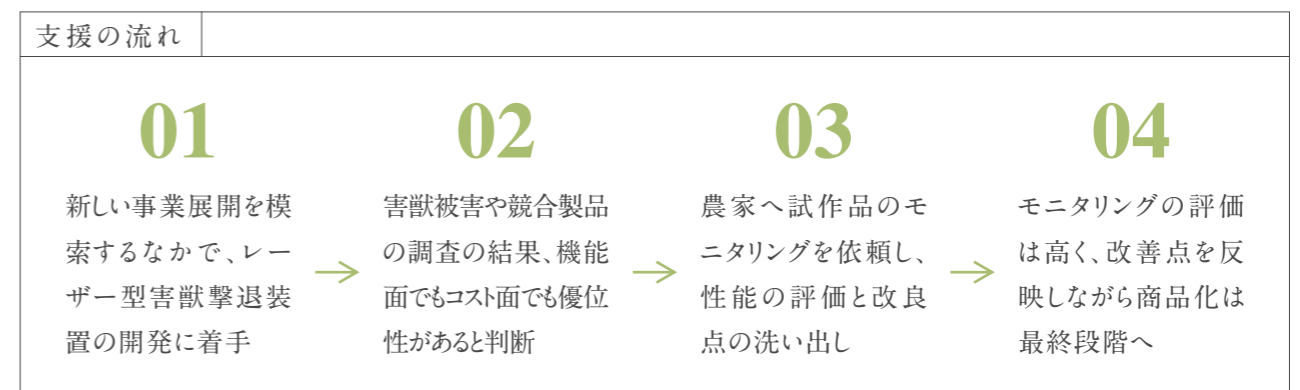 支援の流れ
01
新しい事業展開を模
索するなかで、レー
ザー型害獣撃退装
置の開発に着手
02
害獣被害や競合製品
の調査の結果、機能
面でもコスト面でも優位
性があると判断
03
農家へ試作品のモ
ニタリングを依頼し、
性能の評価と改良
点の洗い出し
04
モニタリングの評価
は高く、改善点を反
映しながら商品化は
最終段階へ